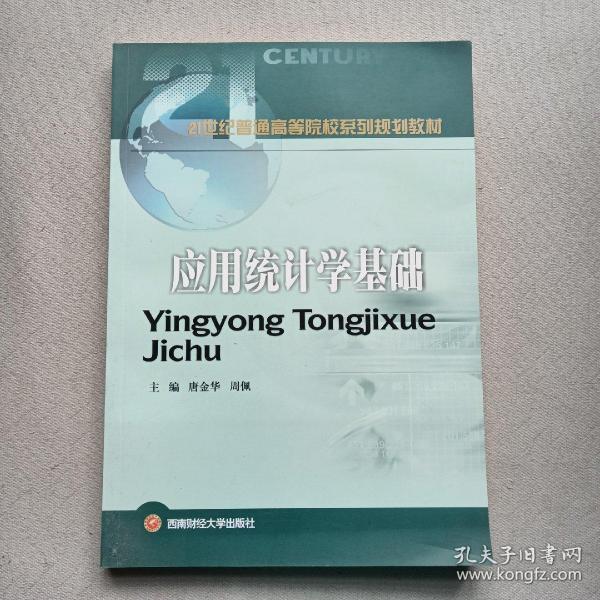 21 CENTURY
21世纪普通高等院校系列规划教材
应用统计学基础
Yingyong Tongjixue
Jichu
主 编 唐金华 周佩
西南财经大学出版社
孔夫子旧书网
www.kongfz.com